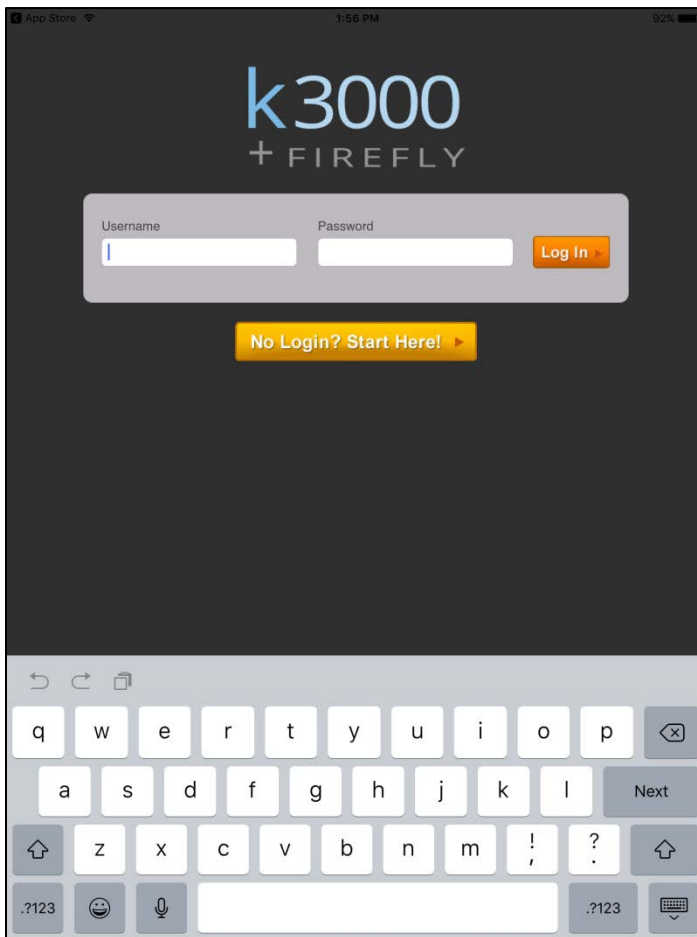 App Store 1:56 PM 92%
k3000
+ FIREFLY
Username Password
Log In
No Login? Start Here!
q w e r t y u i o p
a s d f g h j k l Next
z x c v b n m ! , ? .
.?123 .?123